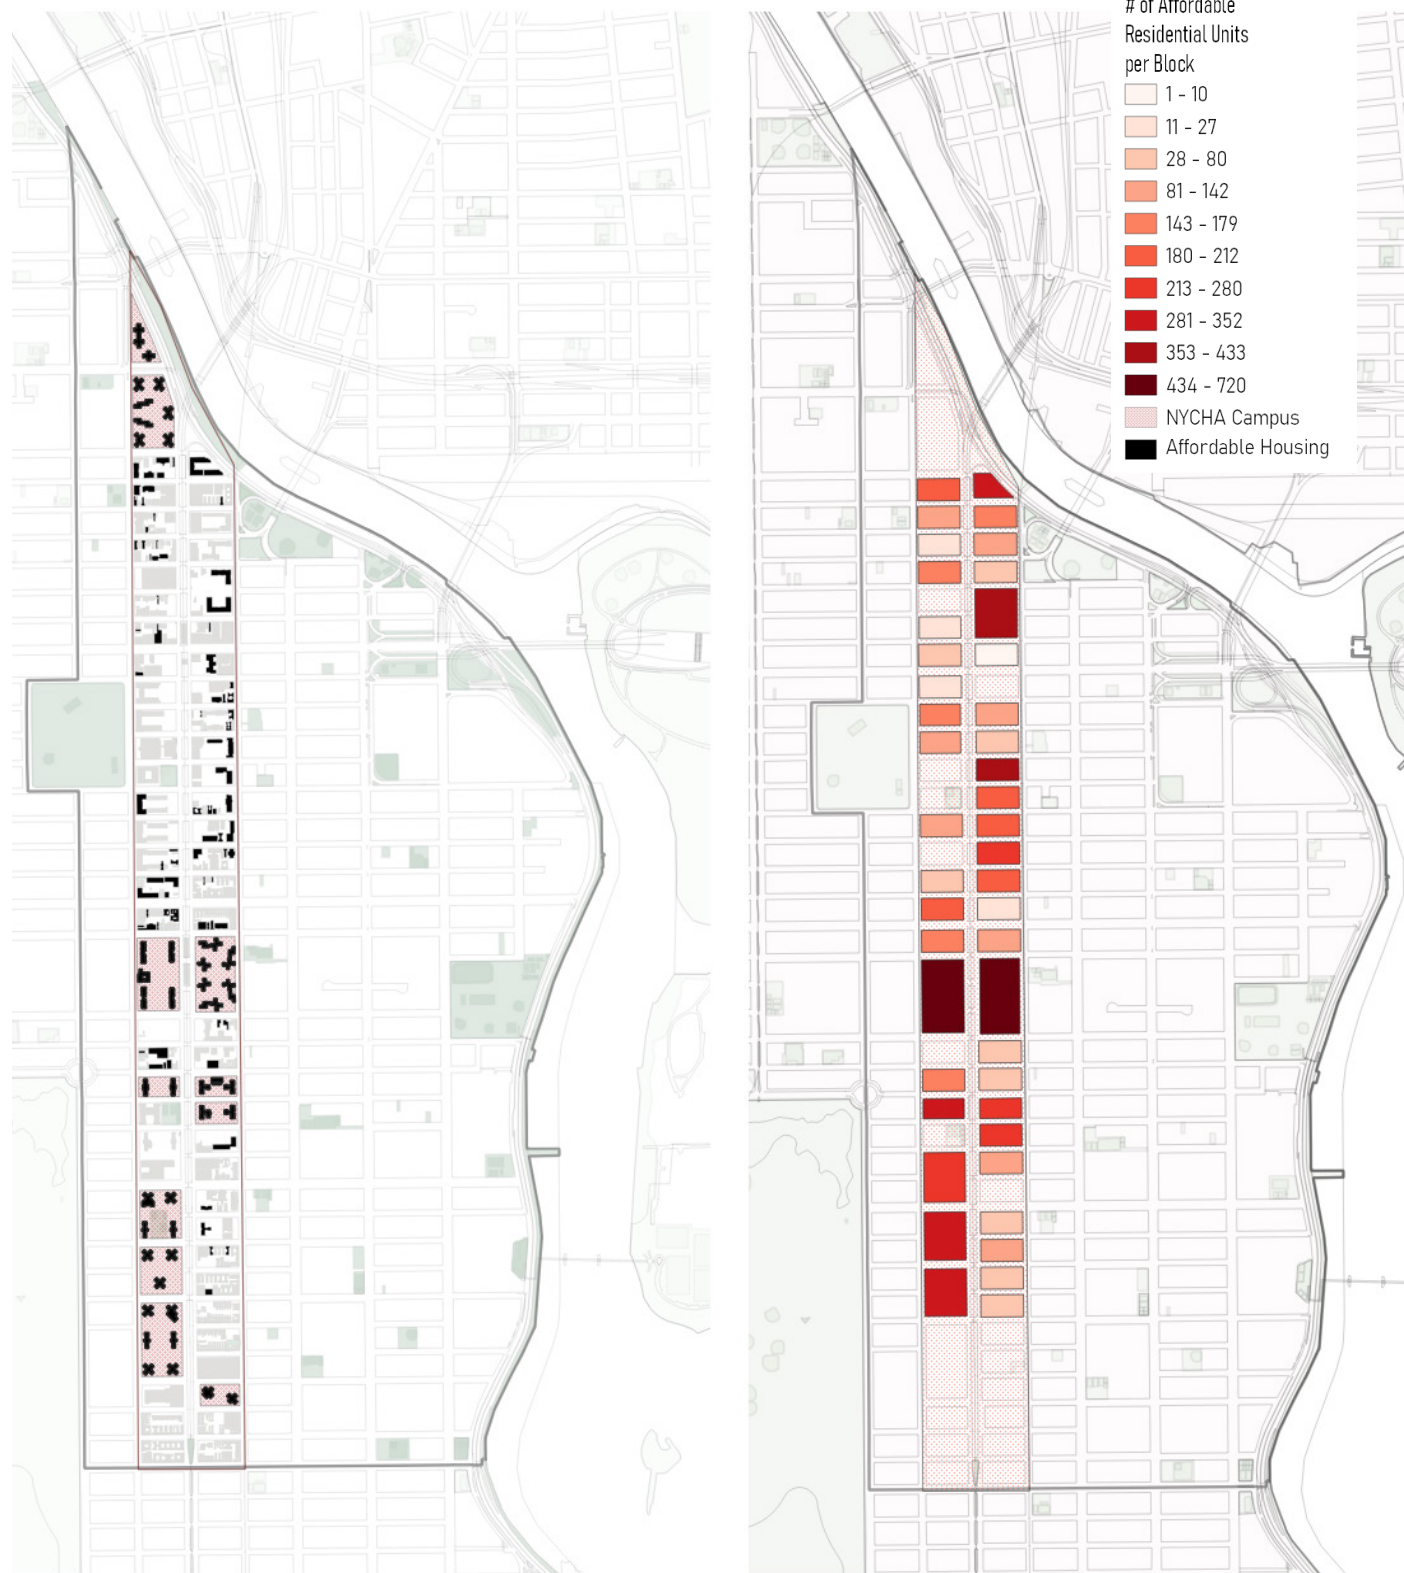 # of Affordable
Residential Units
per Block
1 - 10
11 - 27
28 - 80
81 - 142
143 - 179
180 - 212
213 - 280
281 - 352
353 - 433
434 - 720
NYCHA Campus
Affordable Housing